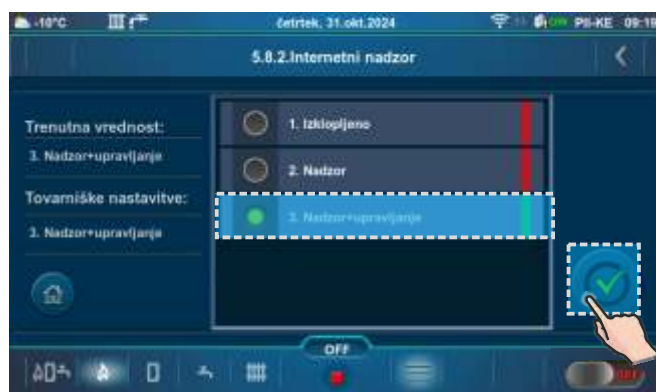 -10°C
četrtek, 31.okt.2024
PII-KE 09:19
5.8.2.Internetni nadzor
Trenutna vrednost:
3. Nadzor+upravljanje
Tovarniške nastavitve:
3. Nadzor+upravljanje
1. Izklopljeno
2. Nadzor
3. Nadzor+upravljanje
OFF
OFF